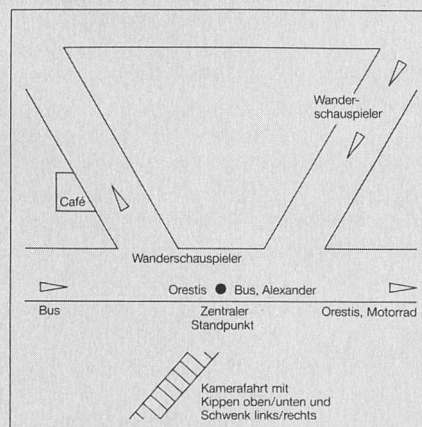 Wander-
schauspieler
Café
Wanderschauspieler
Orestis
Bus, Alexander
Bus
Zentraler
Standpunkt
Orestis, Motorrad
Kamerafahrt mit
Kippen oben/unten und
Schwenk links/rechts